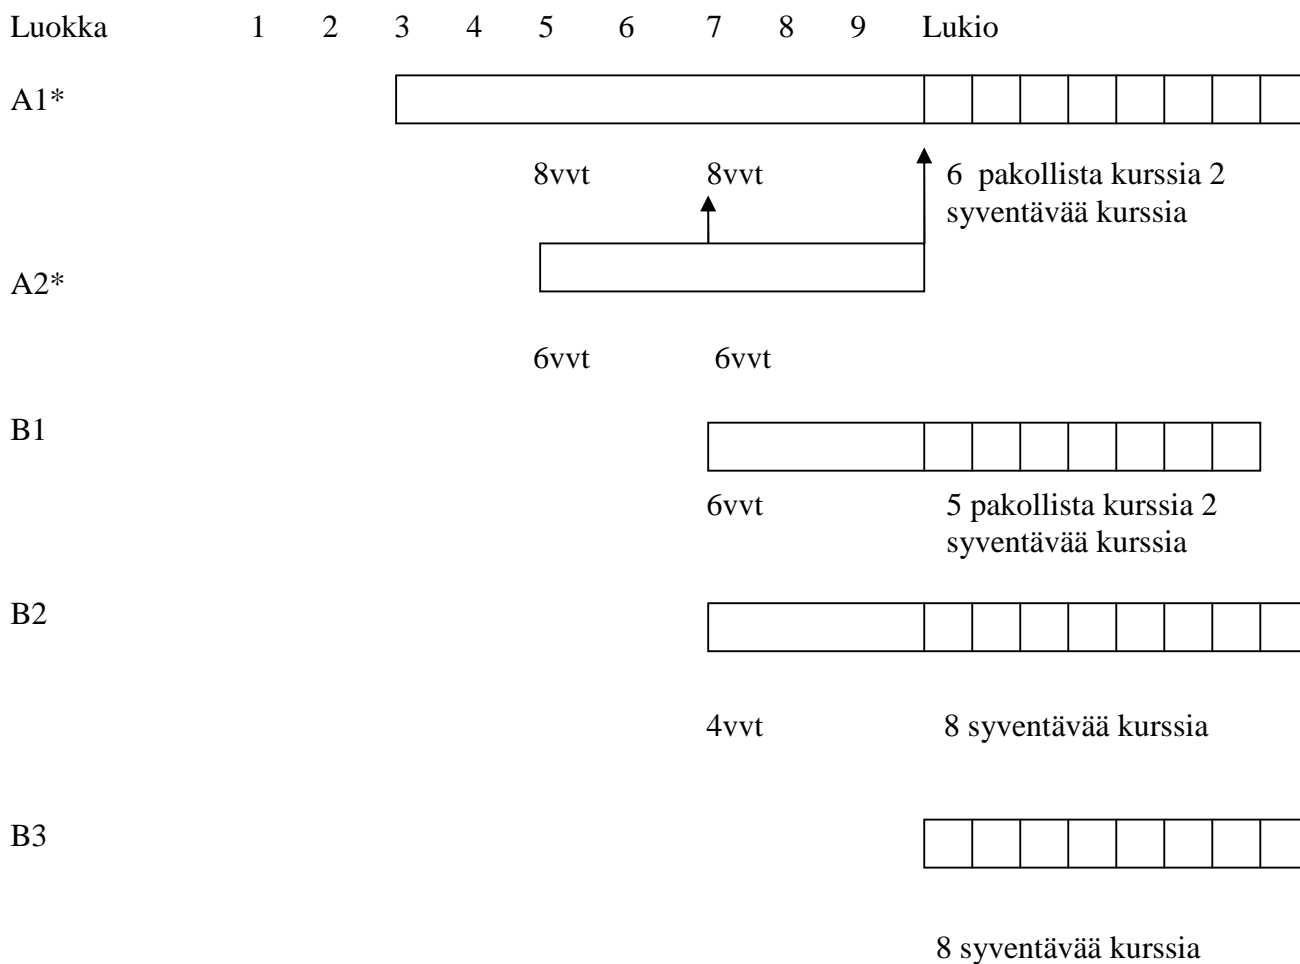 Luokka 1 2 3 4 5 6 7 8 9 Lukio
A1*
8vvt 8vvt 6 pakollista kurssia 2
syventävää kurssia
A2*
6vvt 6vvt
B1
6vvt 5 pakollista kurssia 2
syventävää kurssia
B2
4vvt 8 syventävää kurssia
B3
8 syventävää kurssia